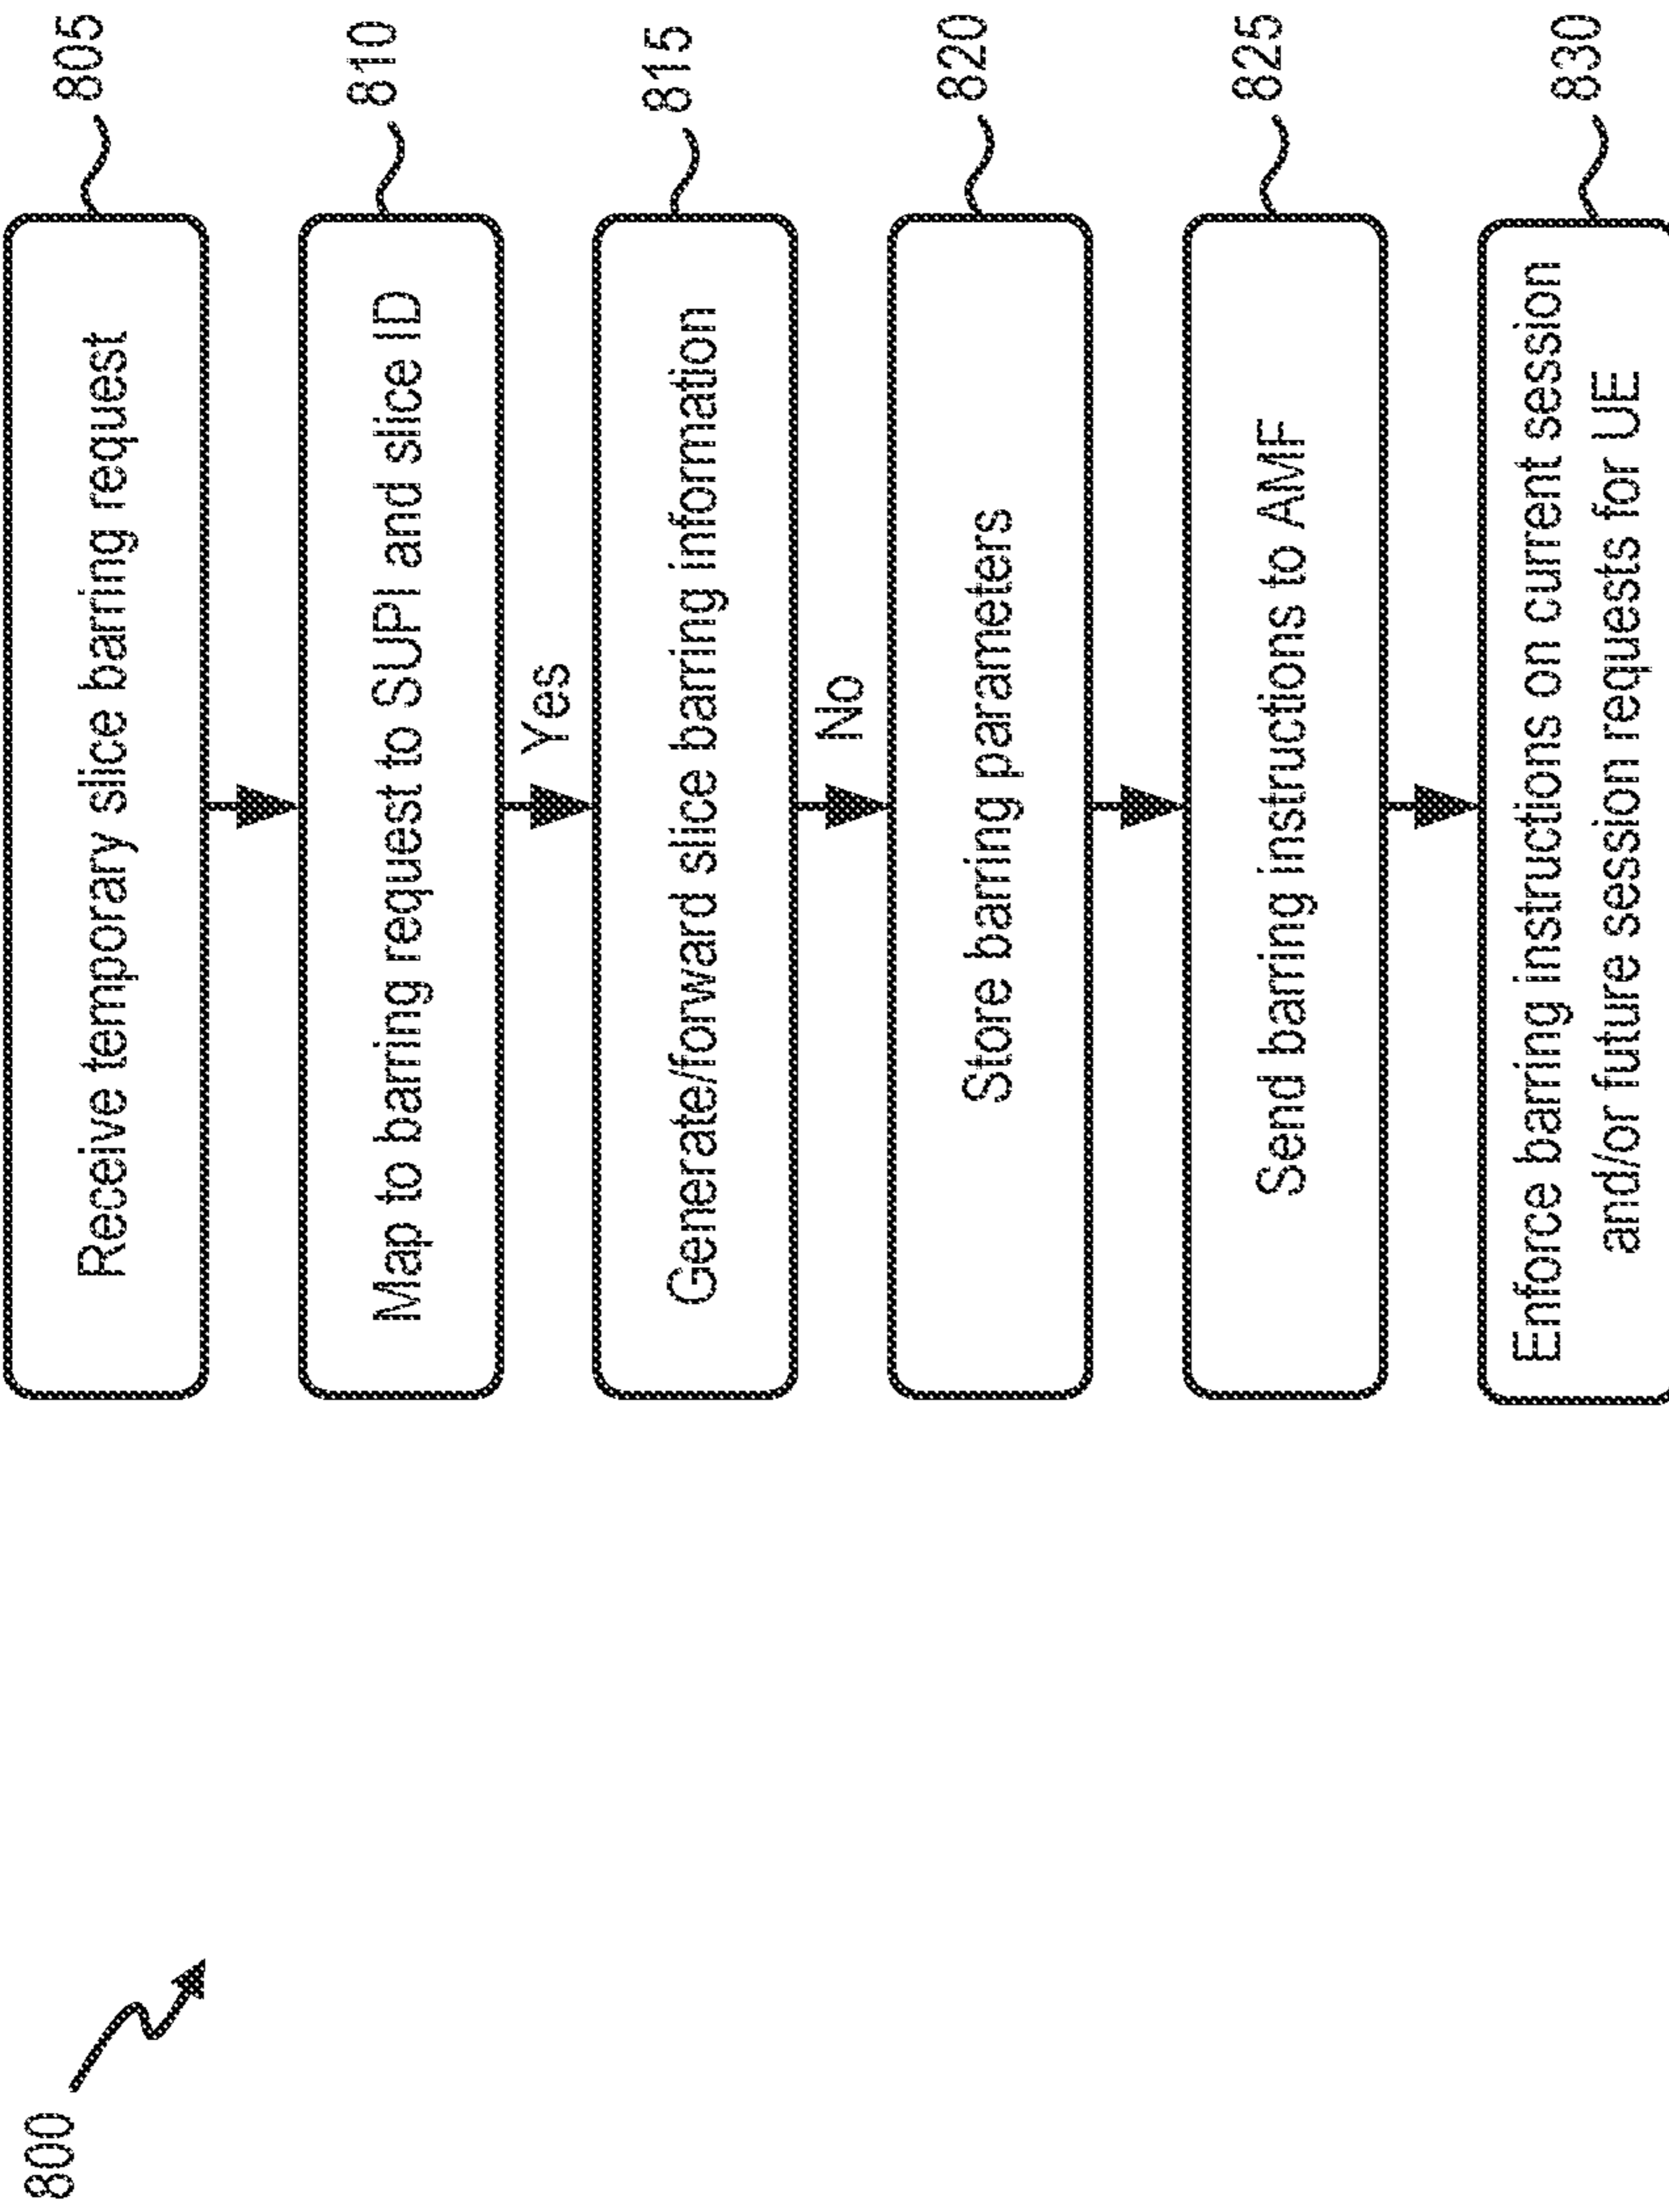 800
Receive temporary slice barring request
805
Map to barring request to SUPI and slice ID
810
Yes
Generate/forward slice barring information
815
No
Store barring parameters
820
Send barring instructions to AMF
825
Enforce barring instructions on current session
and/or future session requests for UE
830